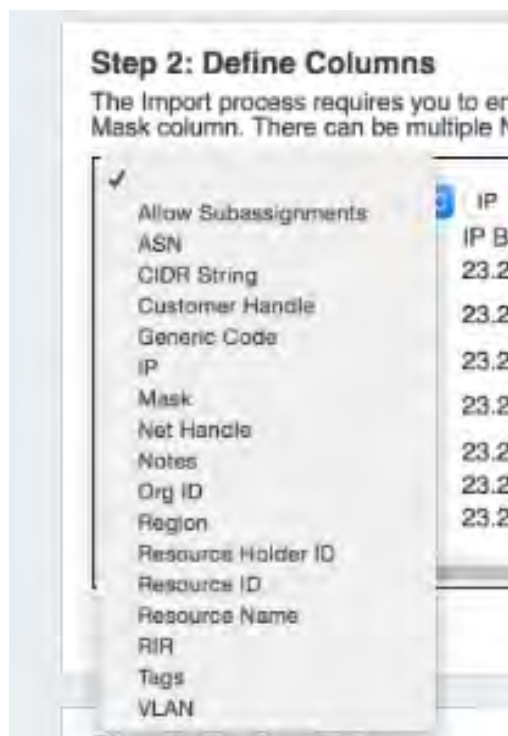 Step 2: Define Columns
The Import process requires you to en
Mask column. There can be multiple N
✓
Allow Subassignments
ASN
CIDR String
Customer Handle
Generic Code
IP
Mask
Net Handle
Notes
Org ID
Region
Resource Holder ID
Resource ID
Resource Name
RIR
Tags
VLAN
IP
IP B
23.2
23.2
23.2
23.2
23.2
23.2
23.2